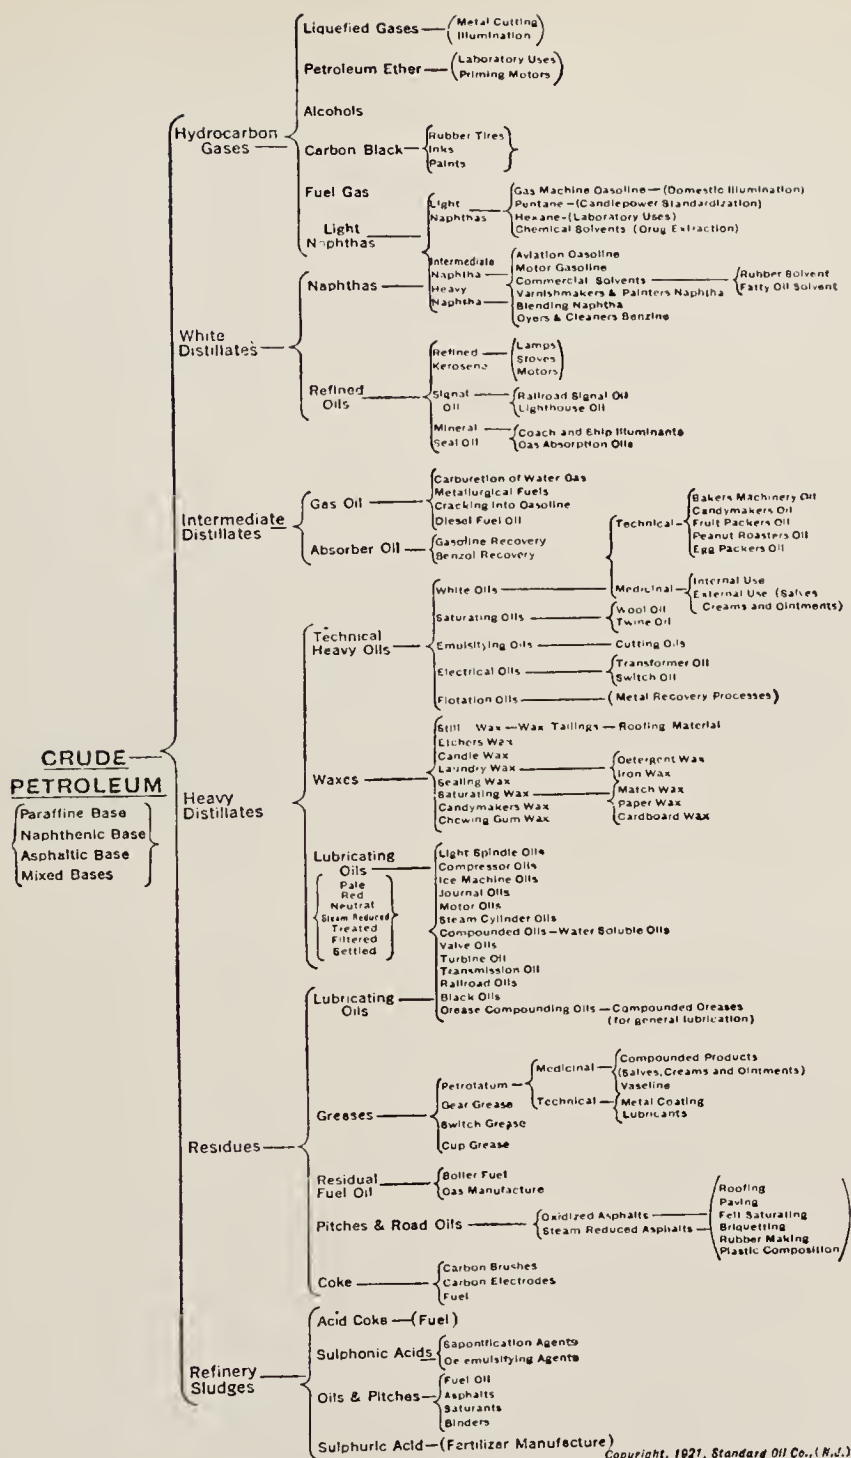 Liquefied Gases
Metal Cutting
Illumination
Petroleum Ether
Laboratory Uses
Priming Motors
Alcohols
Hydrocarbon
Gases
Carbon Black
Rubber Tires
Inks
Paints
Fuel Gas
Light
Naphthas
Light
Naphthas
Gas Machine Gasoline—(Domestic Illumination)
Pentane—(Candlepower Standardization)
Hexane—(Laboratory Uses)
Chemical Solvents (Drug Extraction)
White
Distillates
Naphthas
Intermediate
Naphtha
Heavy
Naphtha
Aviation Gasoline
Motor Gasoline
Commercial Solvents
Rubber Solvent
Fatty Oil Solvent
Varnishmakers & Painters Naphtha
Blending Naphtha
Dyers & Cleaners Benzine
Refined
Oils
Refined
Kerosene
Lamps
Stoves
Motors
Signal
Oil
Railroad Signal Oil
Lighthouse Oil
Mineral
Seal Oil
Coach and Ship Illuminants
Gas Absorption Oils
Intermediate
Distillates
Gas Oil
Carburetion of Water Gas
Metallurgical Fuels
Cracking into Gasoline
Diesel Fuel Oil
Absorber Oil
Gasoline Recovery
Benzol Recovery
CRUDE
PETROLEUM
Paraffine Base
Naphthenic Base
Asphaltic Base
Mixed Bases
Heavy
Distillates
Technical
Heavy Oils
White Oils
Technical
Bakers Machinery Oil
Candymakers Oil
Fruit Packers Oil
Peanut Roasters Oil
Egg Packers Oil
Medicinal
Internal Use
External Use (Salves
Creams and Ointments)
Saturating Oils
Wool Oil
Twine Oil
Emulsifying Oils
Cutting Oils
Electrical Oils
Transformer Oil
Switch Oil
Flotation Oils
(Metal Recovery Processes)
Waxes
Still Wax—Wax Tailings—Roofing Material
Etchers Wax
Candle Wax
Laundry Wax
Detergent Wax
Iron Wax
Sealing Wax
Saturating Wax
Match Wax
Paper Wax
Cardboard Wax
Candymakers Wax
Chewing Gum Wax
Lubricating
Oils
Pale
Red
Neutral
Steam Reduced
Treated
Filtered
Settled
Light Spindle Oils
Compressor Oils
Ice Machine Oils
Journal Oils
Motor Oils
Steam Cylinder Oils
Compounded Oils—Water Soluble Oils
Valve Oils
Turbine Oil
Transmission Oil
Railroad Oils
Black Oils
Grease Compounding Oils—Compounded Greases
(for general lubrication)
Residues
Lubricating
Oils
Greases
Petrolatum
Medicinal
Compounded Products
(Salves, Creams and Ointments)
Vaseline
Technical
Metal Coating
Lubricants
Gear Grease
Switch Grease
Cup Grease
Residual
Fuel Oil
Boiler Fuel
Gas Manufacture
Pitches & Road Oils
Oxidized Asphalts
Steam Reduced Asphalts
Roofing
Paving
Felt Saturating
Briquetting
Rubber Making
Plastic Composition
Coke
Carbon Brushes
Carbon Electrodes
Fuel
Refinery
Sludges
Acid Coke—(Fuel)
Sulphonic Acids
Saponification Agents
De emulsifying Agents
Oils & Pitches
Fuel Oil
Asphalts
Saturants
Binders
Sulphuric Acid—(Fertilizer Manufacture)
Copyright, 1921, Standard Oil Co., (N.J.)